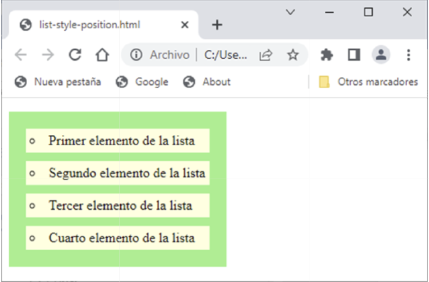 list-style-position.html
Archivo | C:/Use...
Nueva pestaña Google About Otros marcadores
Primer elemento de la lista
Segundo elemento de la lista
Tercer elemento de la lista
Cuarto elemento de la lista